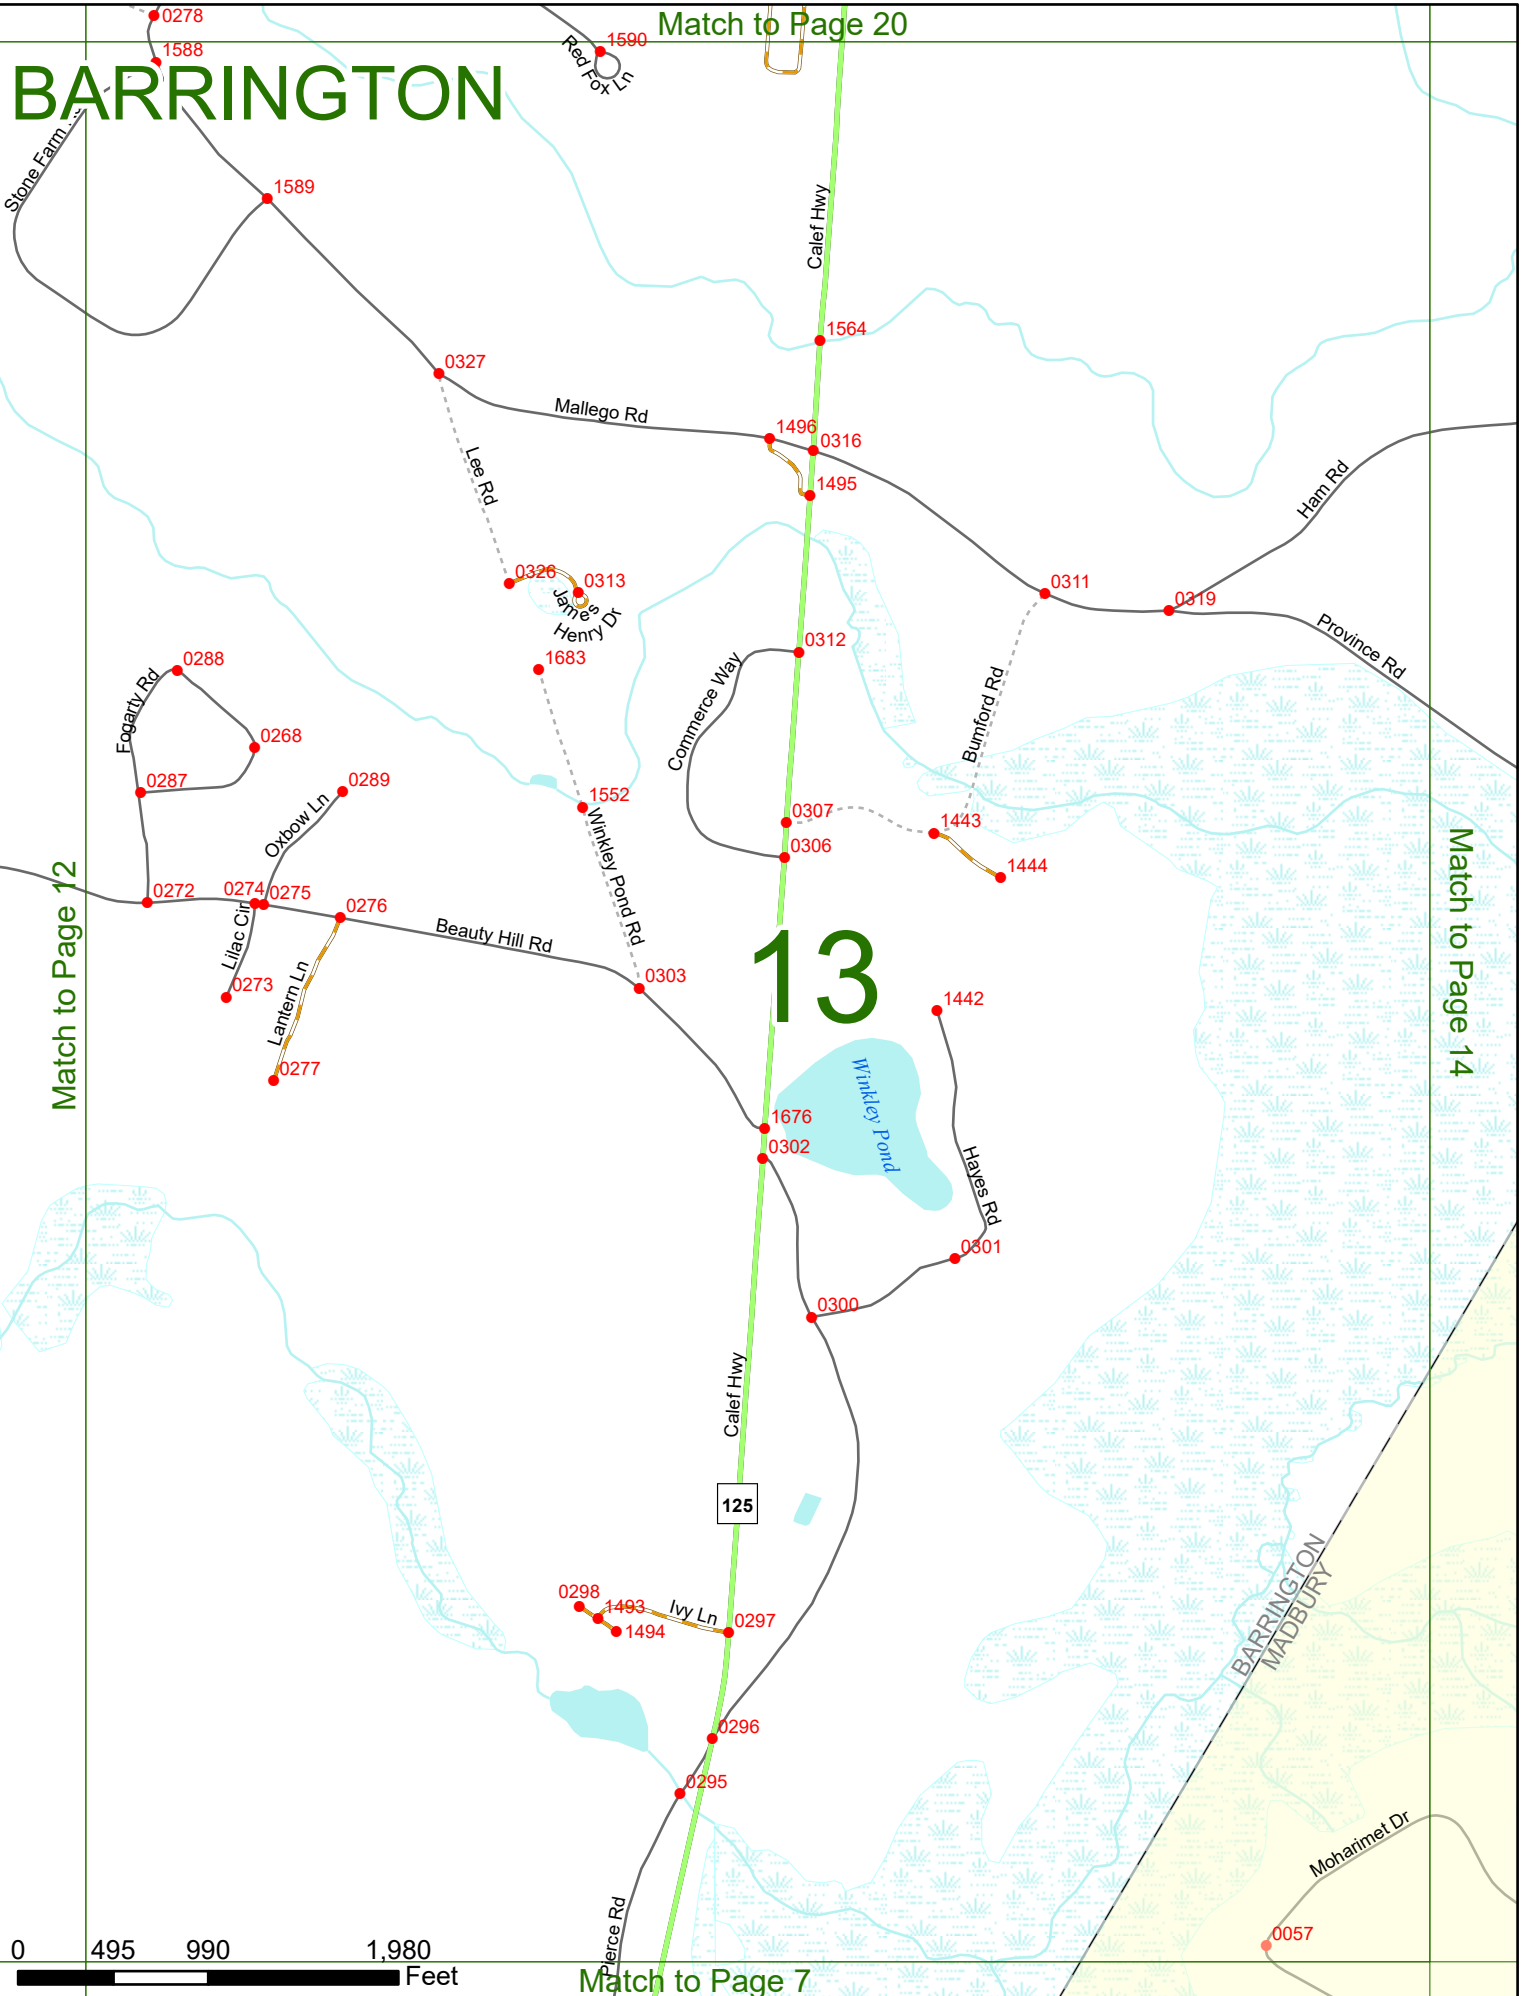 Match to Page 20
0278
1588
1590
Red Fox Ln
BARRINGTON
Stone Farm
1589
Calef Hwy
1564
0327
Mallego Rd
1496
0316
1495
Lee Rd
Ham Rd
0326
0313
James
Henry Dr
0311
0319
Province Rd
0312
1683
0288
Fogarty Rd
Commerce Way
Bumford Rd
0268
0287
0289
Oxbow Ln
1552
0307
1443
0306
1444
Winkley Pond Rd
Match to Page 12
Match to Page 14
0272
0274
0275
0276
Lilac Cir
Beauty Hill Rd
13
0273
Lantern Ln
0303
1442
0277
Winkley Pond
1676
0302
Hayes Rd
0301
0300
Calef Hwy
125
BARRINGTON
MADBURY
0298
1493
Ivy Ln
0297
1494
0296
0295
Moharimet Dr
Pierce Rd
0057
0 495 990 1,980
Feet
Match to Page 7